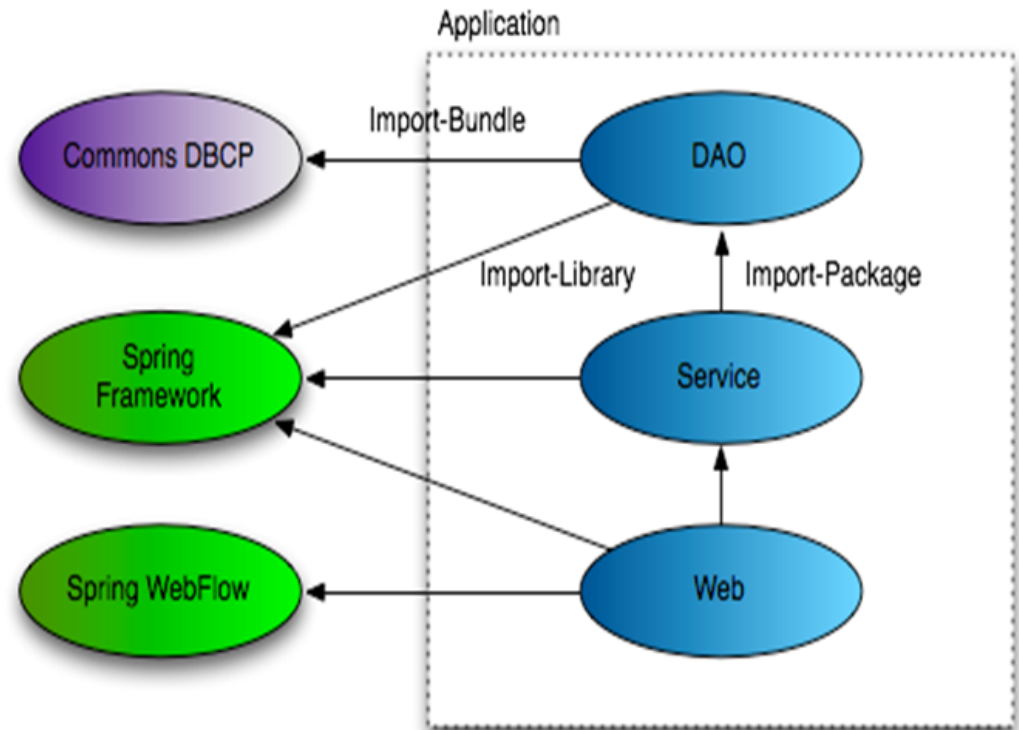 Application
Import-Bundle
Commons DBCP
DAO
Import-Library
Import-Package
Spring
Framework
Service
Spring WebFlow
Web